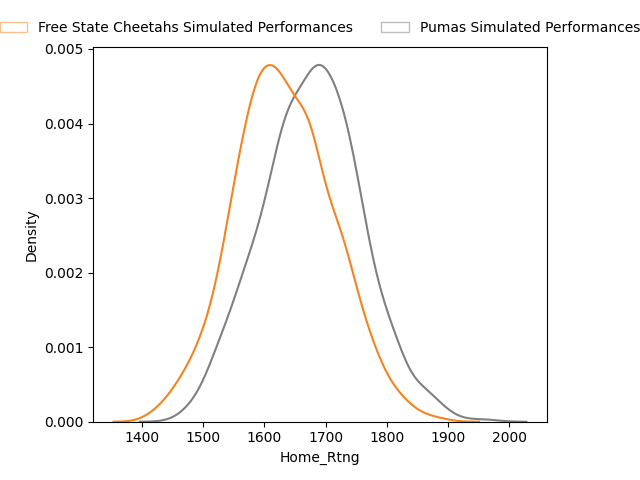 Free State Cheetahs Simulated Performances
Pumas Simulated Performances
0.005
0.004
0.003
0.002
0.001
0.000
Density
1400 1500 1600 1700 1800 1900 2000
Home_Rtng